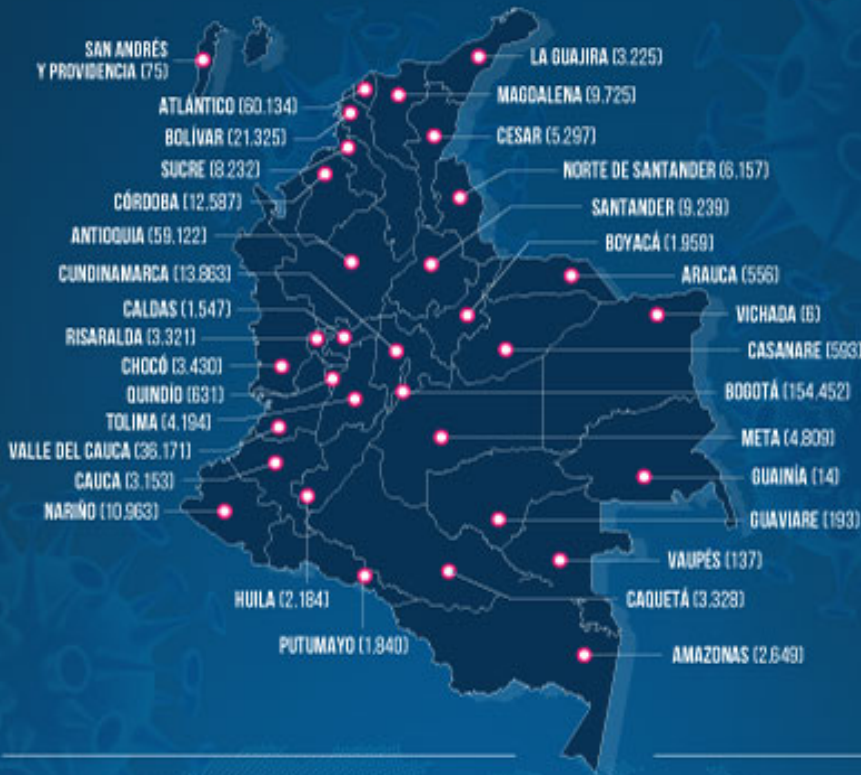 SAN ANDRÉS
Y PROVIDENCIA (75)
ATLÁNTICO (60.134)
BOLÍVAR (21.325)
SUCRE (8.232)
CÓRDOBA (12.587)
ANTIOQUIA (59.122)
CUNDINAMARCA (13.863)
CALDAS (1.547)
RISARALDA (3.321)
CHOCÓ (3.430)
QUINDÍO (631)
TOLIMA (4.194)
VALLE DEL CAUCA (36.171)
CAUCA (3.153)
NARIÑO (10.963)
HUILA (2.184)
PUTUMAYO (1.840)
LA GUAJIRA (3.225)
MAGDALENA (9.725)
CESAR (5.297)
NORTE DE SANTANDER (6.157)
SANTANDER (9.239)
BOYACÁ (1.959)
ARAUCA (556)
VICHADA (6)
CASANARE (593)
BOGOTÁ (154.452)
META (4.809)
GUAINÍA (14)
GUAVIARE (193)
VAUPÉS (137)
CAQUETÁ (3.328)
AMAZONAS (2.649)